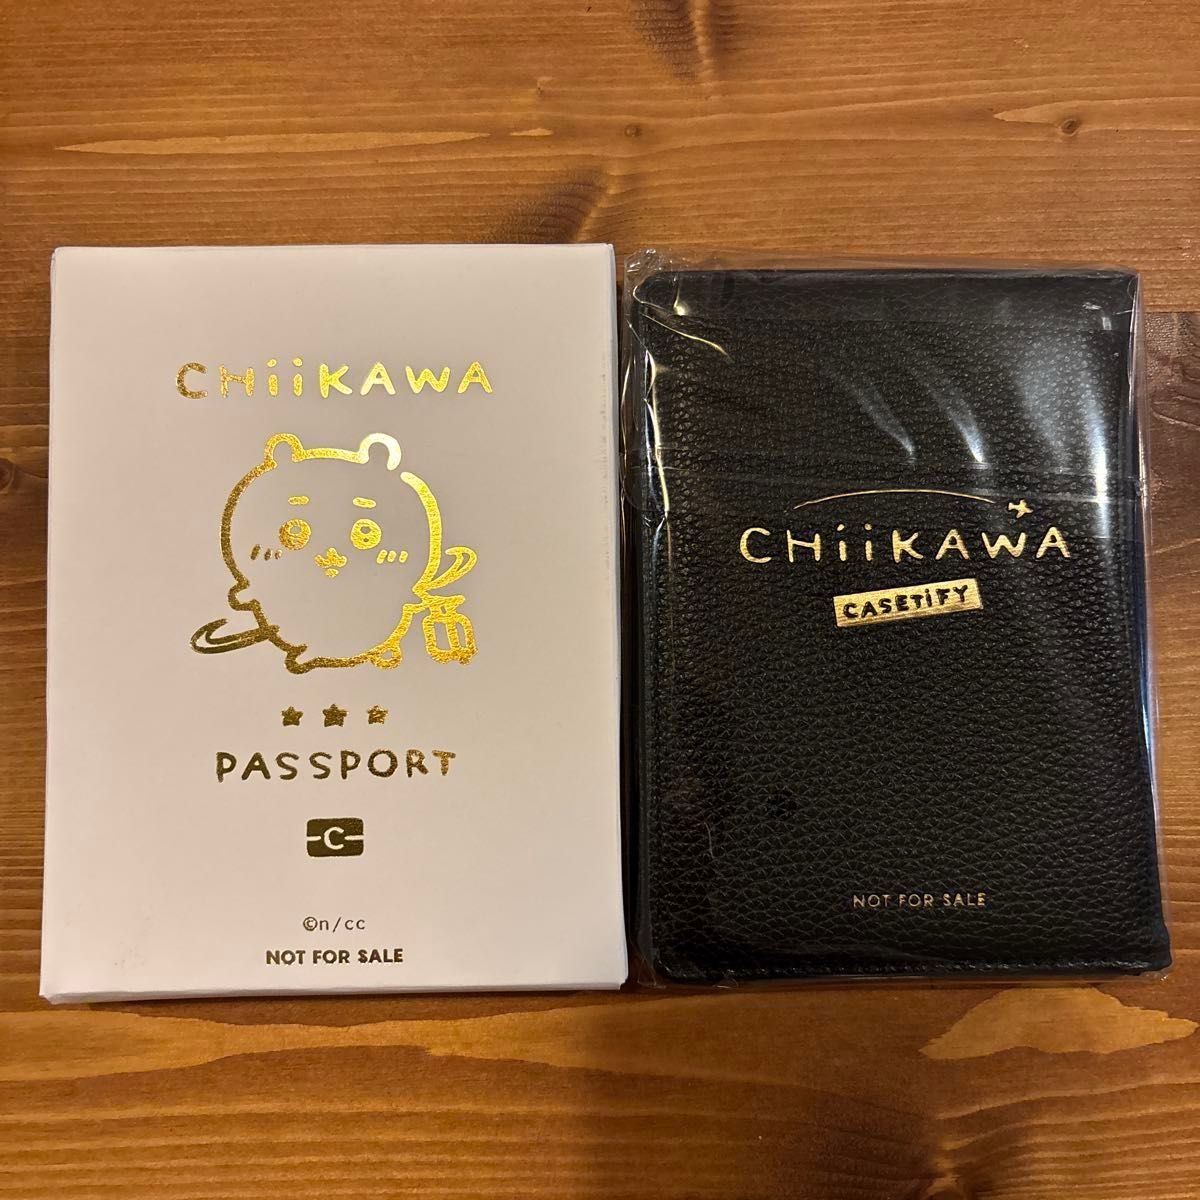 CHiiKAWA
PASSPORT
C
©n/cc
NOT FOR SALE
CHiiKAWA
CASETiFY
NOT FOR SALE